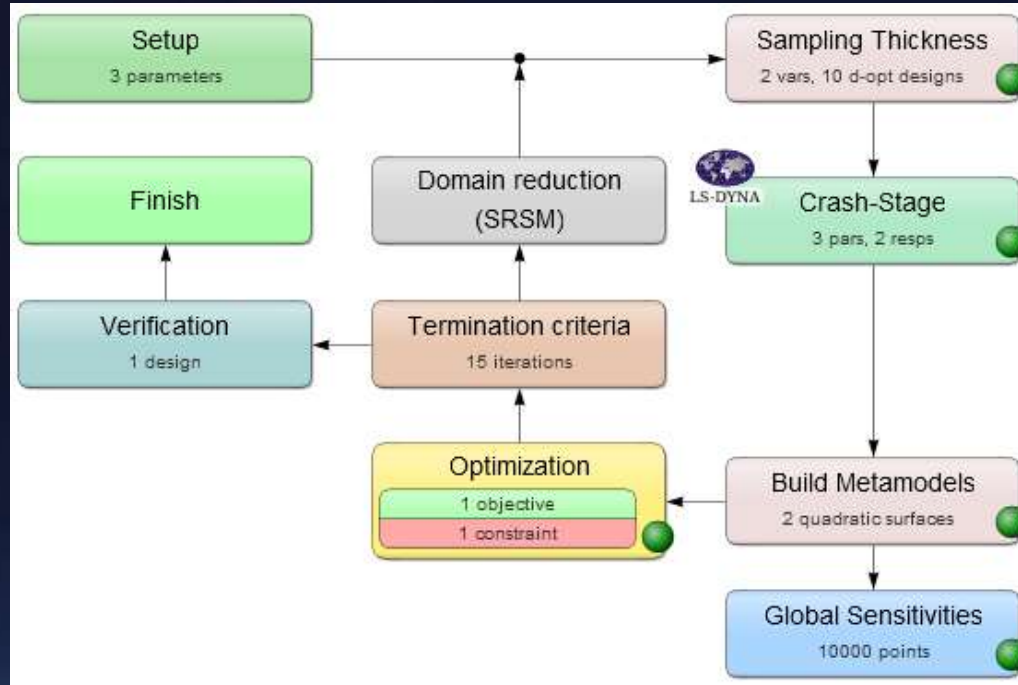 Setup
3 parameters
Sampling Thickness
2 vars, 10 d-opt designs
Finish
Domain reduction
(SRSM)
LS-DYNA
Crash-Stage
3 pars, 2 resps
Verification
1 design
Termination criteria
15 iterations
Optimization
1 objective
1 constraint
Build Metamodels
2 quadratic surfaces
Global Sensitivities
10000 points